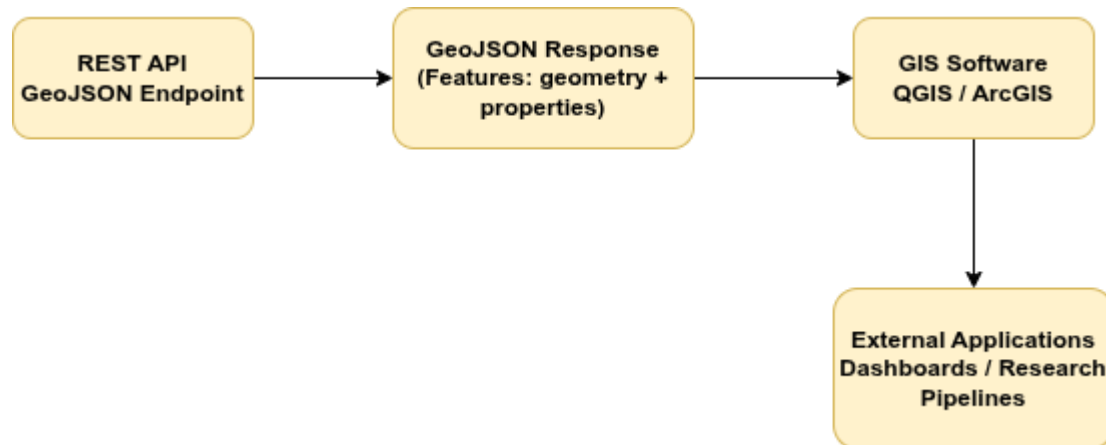 REST API
GeoJSON Endpoint
GeoJSON Response
(Features: geometry +
properties)
GIS Software
QGIS / ArcGIS
External Applications
Dashboards / Research
Pipelines